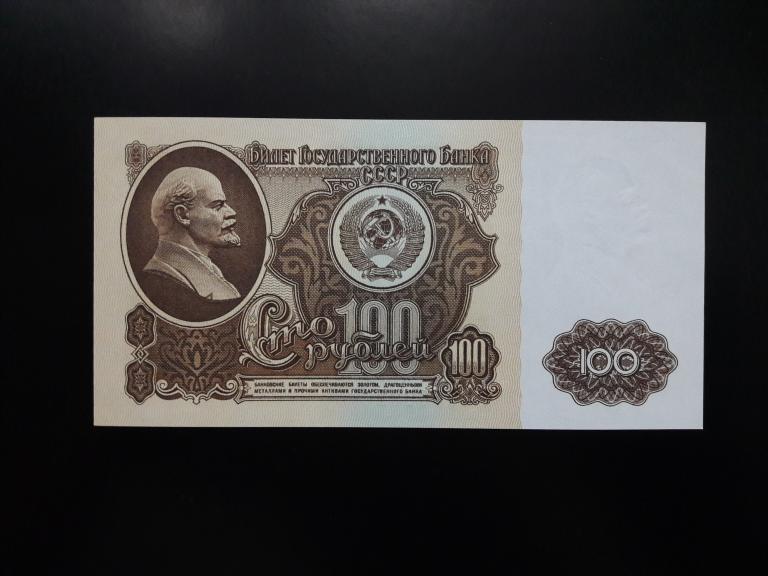 Билет Государственного Банка
СССР
100
Сто
рублей
100
100
БАНКОВСКИЕ БИЛЕТЫ ОБЕСПЕЧИВАЮТСЯ ЗОЛОТОМ, ДРАГОЦЕННЫМИ
МЕТАЛЛАМИ И ПРОЧИМИ АКТИВАМИ ГОСУДАРСТВЕННОГО БАНКА